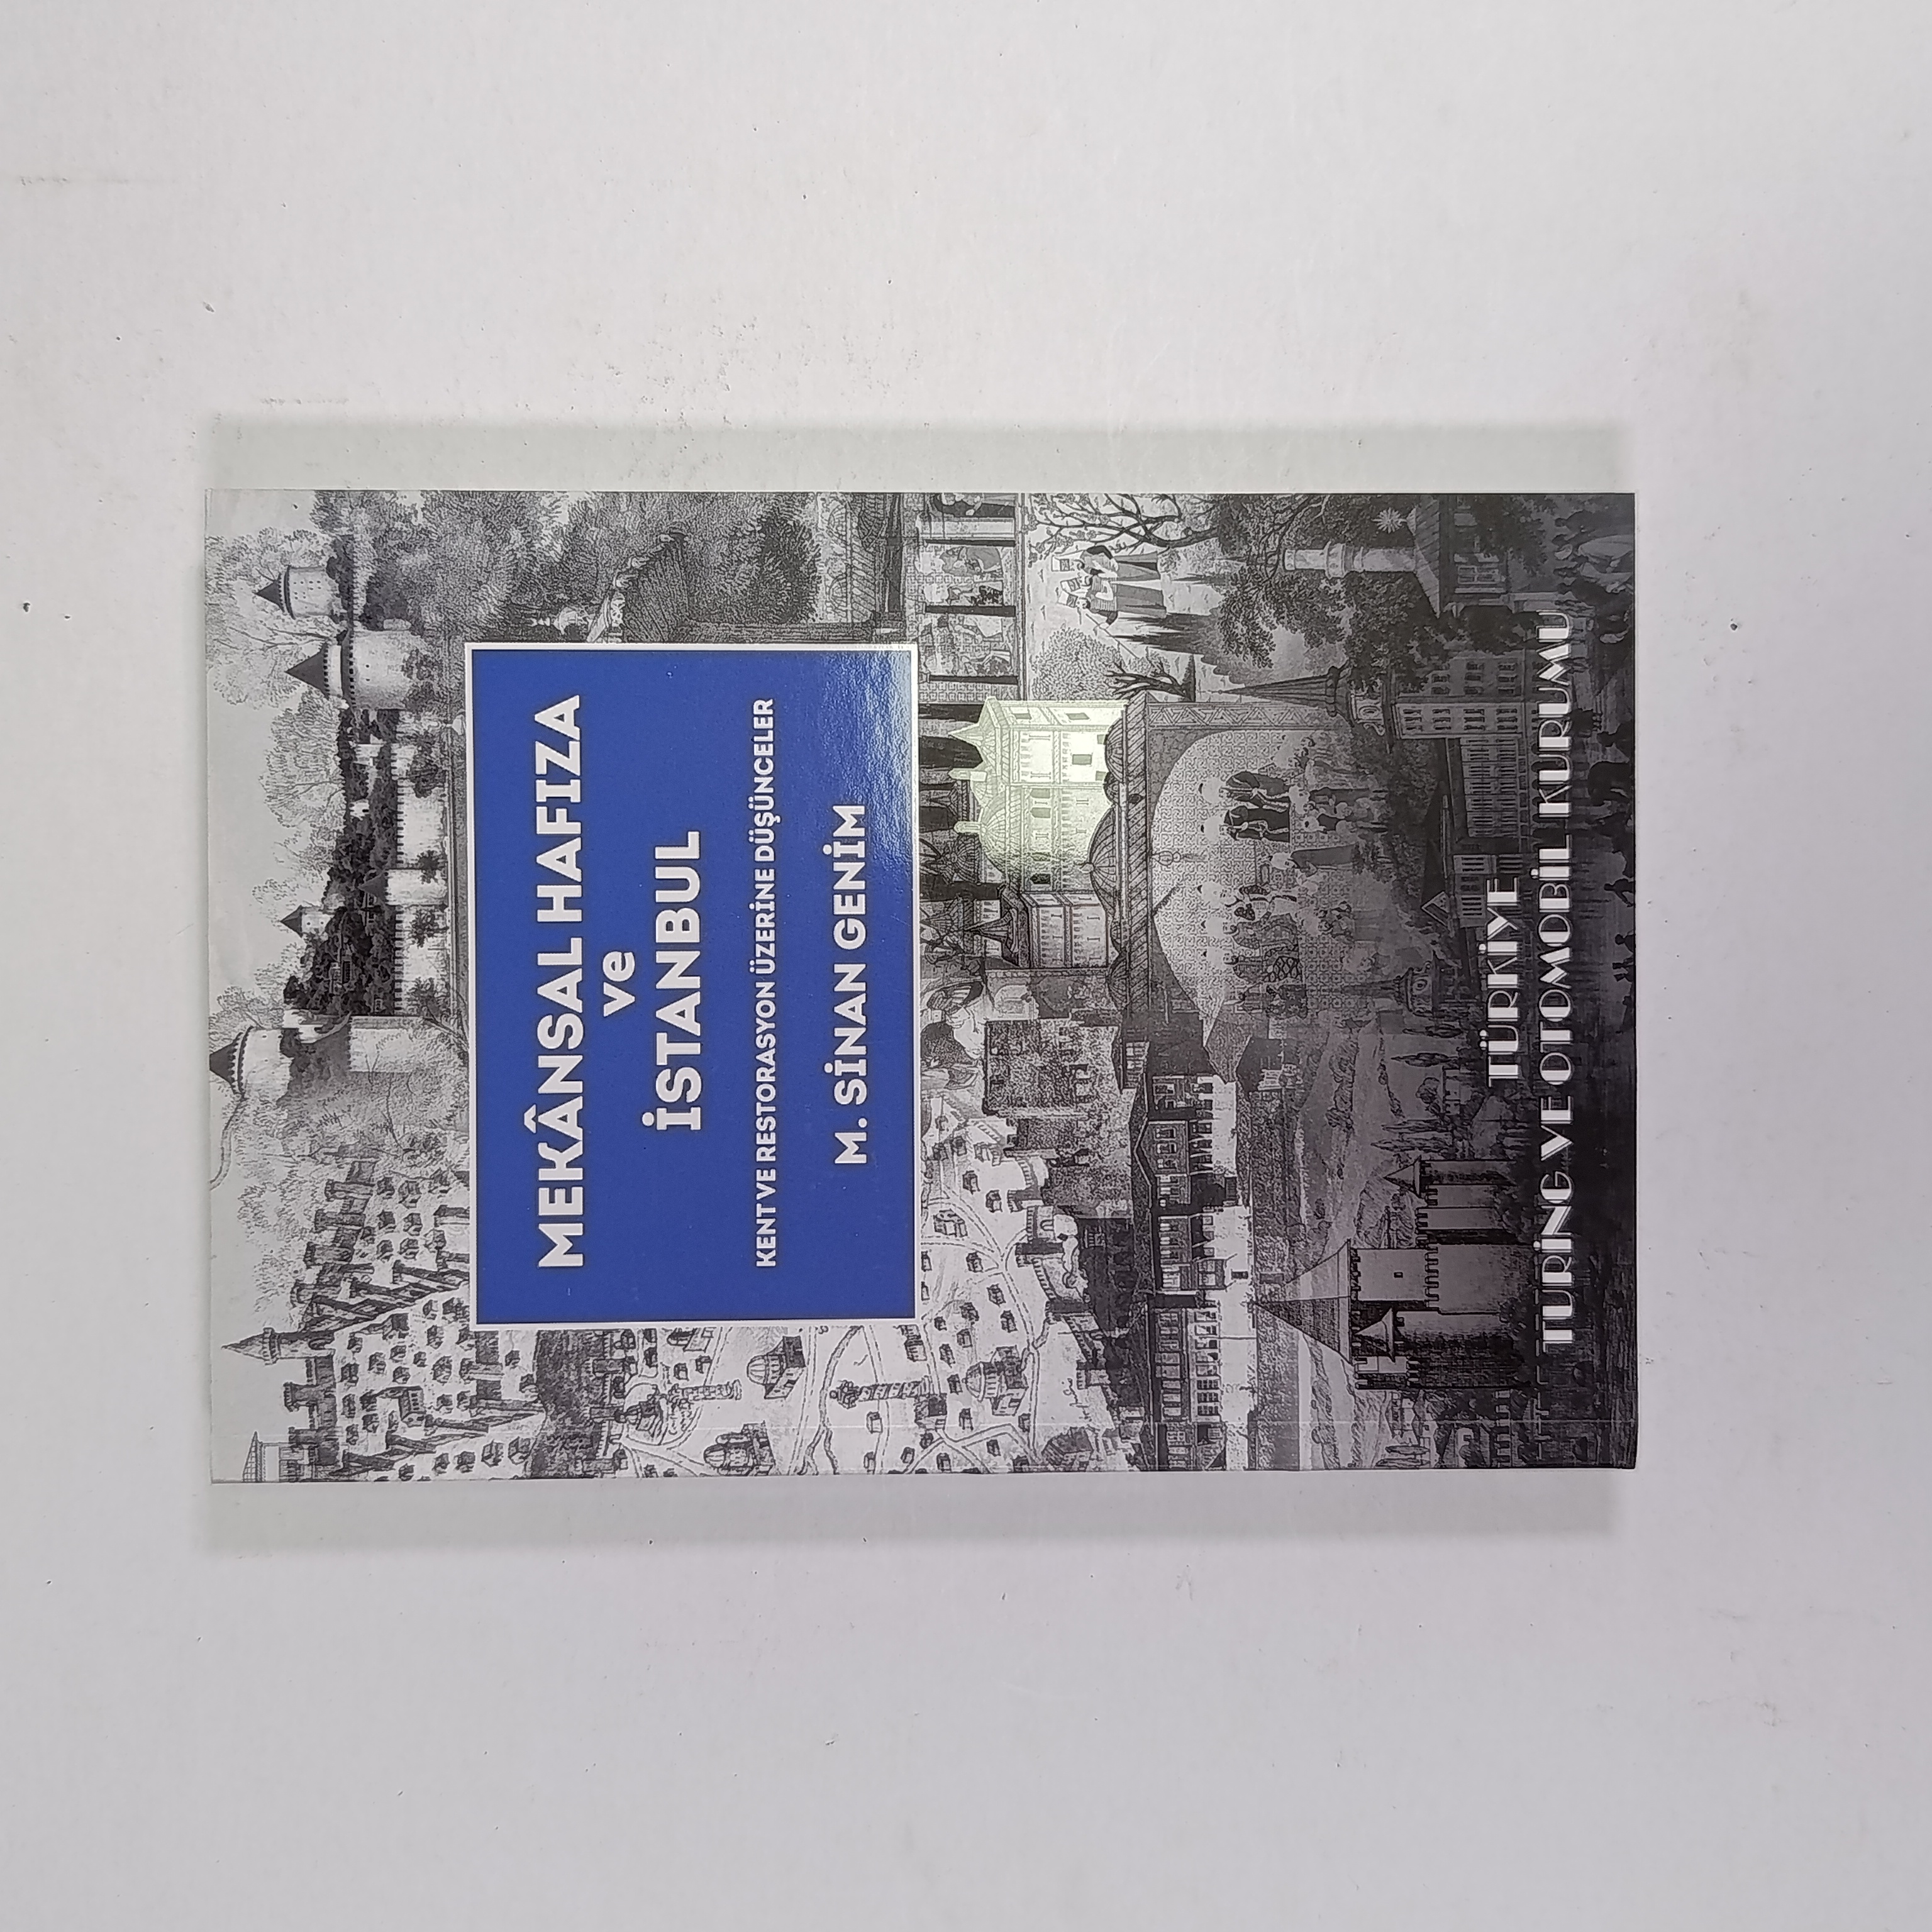 MEKÂNSAL HAFIZA
ve
İSTANBUL
KENT VE RESTORASYON ÜZERİNE DÜŞÜNCELER
M. SİNAN GENİM
TÜRKİYE
TURİNG VE OTOMOBİL KURUMU